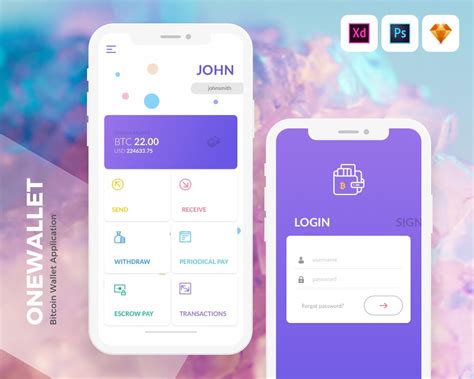 Xd
Ps
JOHN
johnsmith
BTC 22.00
USD 224633.75
SEND
RECEIVE
WITHDRAW
PERIODICAL PAY
ESCROW PAY
TRANSACTIONS
LOGIN
SIGN
username
password
Forgot password?
ONEWALLET
Bitcoin Wallet Application